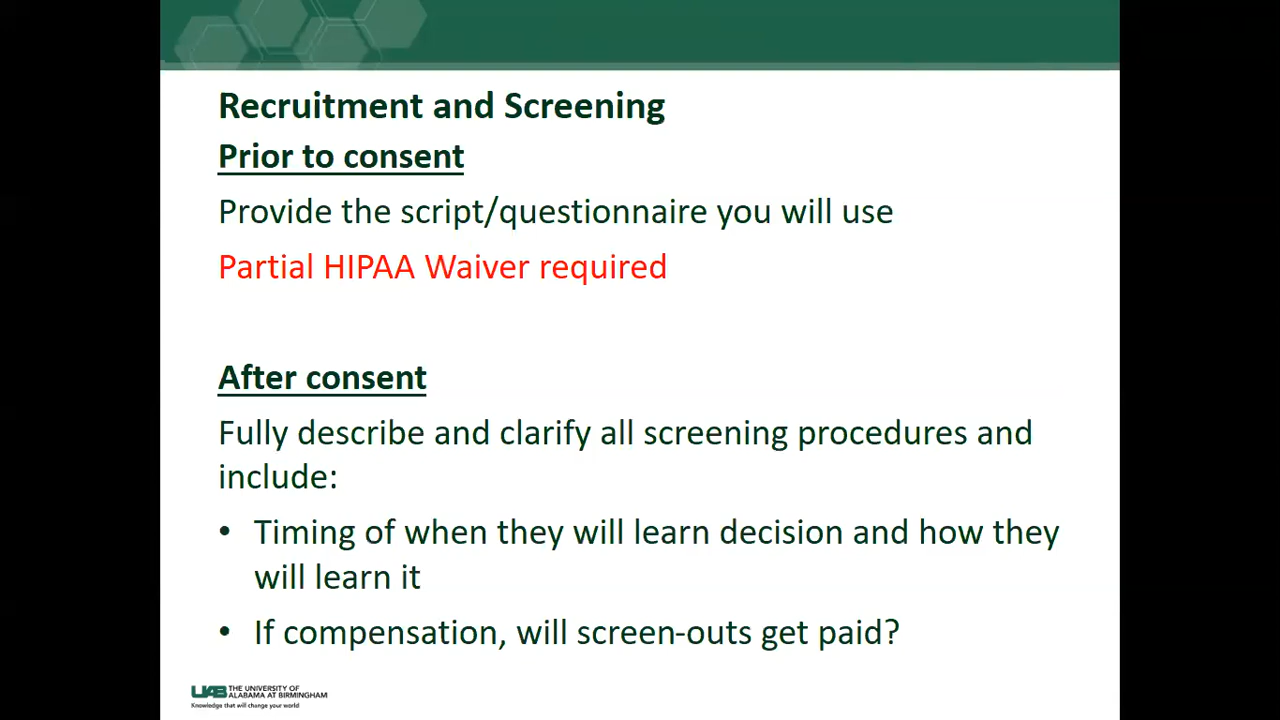 Recruitment and Screening
Prior to consent
Provide the script/questionnaire you will use
Partial HIPAA Waiver required
After consent
Fully describe and clarify all screening procedures and
include:
• Timing of when they will learn decision and how they
will learn it
• If compensation, will screen-outs get paid?
UAB THE UNIVERSITY OF
ALABAMA AT BIRMINGHAM
Knowledge that will change your world